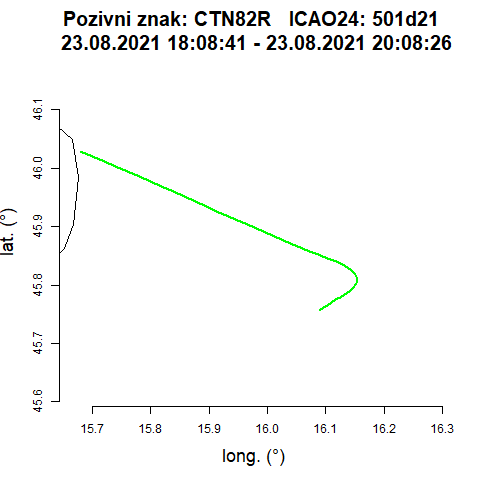 Pozivni znak: CTN82R   ICAO24: 501d21
23.08.2021 18:08:41 - 23.08.2021 20:08:26
46.1
46.0
45.9
45.8
45.7
45.6
lat. (°)
15.7 15.8 15.9 16.0 16.1 16.2 16.3
long. (°)